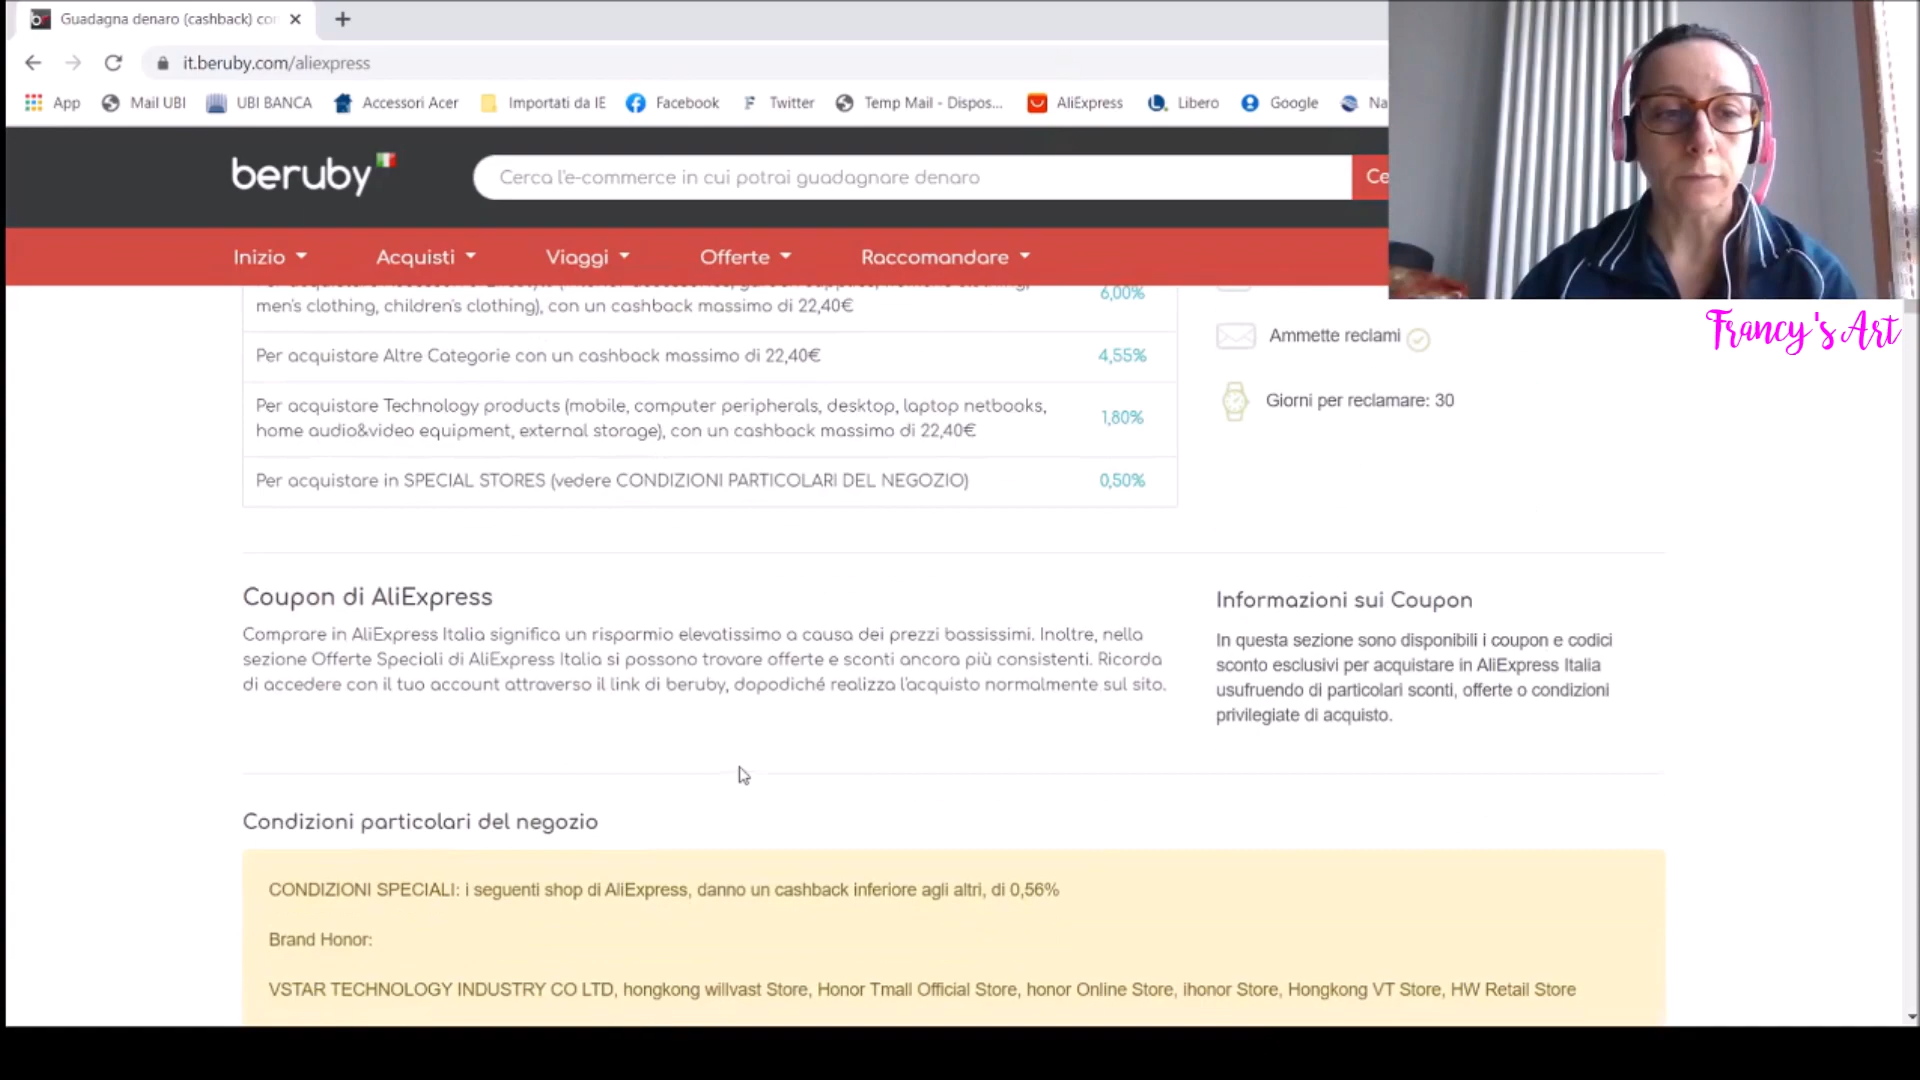 Guadagna denaro (cashback) co
it.beruby.com/aliexpress
App Mail UBI UBI BANCA Accessori Acer Importati da IE Facebook Twitter Temp Mail - Dispos... AliExpress Libero Google Na
beruby
Cerca l'e-commerce in cui potrai guadagnare denaro
Ce
Inizio Acquisti Viaggi Offerte Raccomandare
men's clothing, children's clothing), con un cashback massimo di 22,40€
6,00%
Per acquistare Altre Categorie con un cashback massimo di 22,40€
4,55%
Per acquistare Technology products (mobile, computer peripherals, desktop, laptop netbooks,
home audio&video equipment, external storage), con un cashback massimo di 22,40€
1,80%
Per acquistare in SPECIAL STORES (vedere CONDIZIONI PARTICOLARI DEL NEGOZIO)
0,50%
Ammette reclami
Giorni per reclamare: 30
Francy's Art
Coupon di AliExpress
Comprare in AliExpress Italia significa un risparmio elevatissimo a causa dei prezzi bassissimi. Inoltre, nella
sezione Offerte Speciali di AliExpress Italia si possono trovare offerte e sconti ancora più consistenti. Ricorda
di accedere con il tuo account attraverso il link di beruby, dopodiché realizza l'acquisto normalmente sul sito.
Informazioni sui Coupon
In questa sezione sono disponibili i coupon e codici
sconto esclusivi per acquistare in AliExpress Italia
usufruendo di particolari sconti, offerte o condizioni
privilegiate di acquisto.
Condizioni particolari del negozio
CONDIZIONI SPECIALI: i seguenti shop di AliExpress, danno un cashback inferiore agli altri, di 0,56%
Brand Honor:
VSTAR TECHNOLOGY INDUSTRY CO LTD, hongkong willvast Store, Honor Tmall Official Store, honor Online Store, ihonor Store, Hongkong VT Store, HW Retail Store